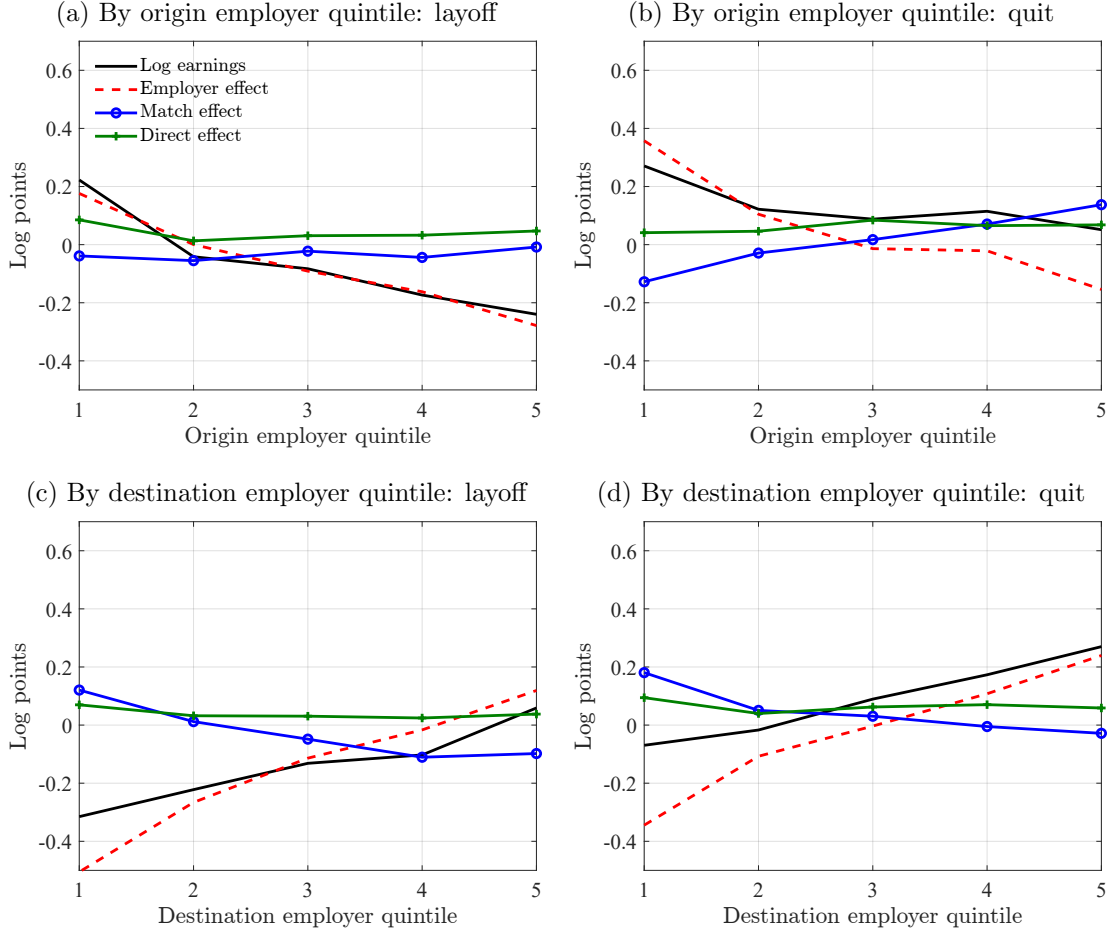 (a) By origin employer quintile: layoff
0.6
0.4
0.2
0
-0.2
-0.4
Log points
Log earnings
Employer effect
Match effect
Direct effect
1 2 3 4 5
Origin employer quintile
(b) By origin employer quintile: quit
0.6
0.4
0.2
0
-0.2
-0.4
Log points
1 2 3 4 5
Origin employer quintile
(c) By destination employer quintile: layoff
0.6
0.4
0.2
0
-0.2
-0.4
Log points
1 2 3 4 5
Destination employer quintile
(d) By destination employer quintile: quit
0.6
0.4
0.2
0
-0.2
-0.4
Log points
1 2 3 4 5
Destination employer quintile